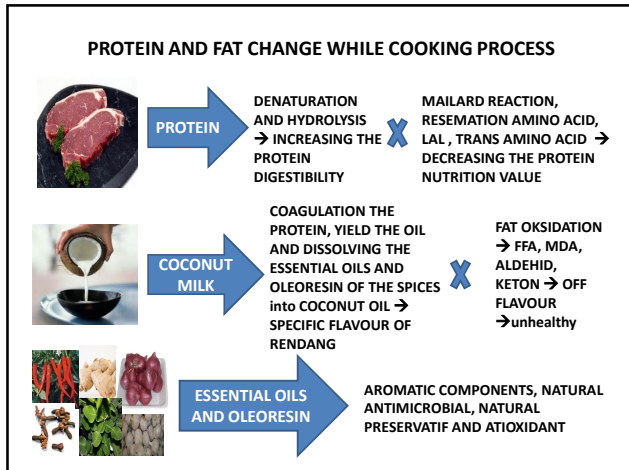 PROTEIN AND FAT CHANGE WHILE COOKING PROCESS
PROTEIN
DENATURATION
AND HYDROLYSIS
→ INCREASING THE
PROTEIN
DIGESTIBILITY
MAILARD REACTION,
RESEMATION AMINO ACID,
LAL , TRANS AMINO ACID →
DECREASING THE PROTEIN
NUTRITION VALUE
COCONUT
MILK
COAGULATION THE
PROTEIN, YIELD THE OIL
AND DISSOLVING THE
ESSENTIAL OILS AND
OLEORESIN OF THE SPICES
into COCONUT OIL →
SPECIFIC FLAVOUR OF
RENDANG
FAT OKSIDATION
→ FFA, MDA,
ALDEHID,
KETON → OFF
FLAVOUR
→unhealthy
ESSENTIAL OILS
AND OLEORESIN
AROMATIC COMPONENTS, NATURAL
ANTIMICROBIAL, NATURAL
PRESERVATIF AND ATIOXIDANT